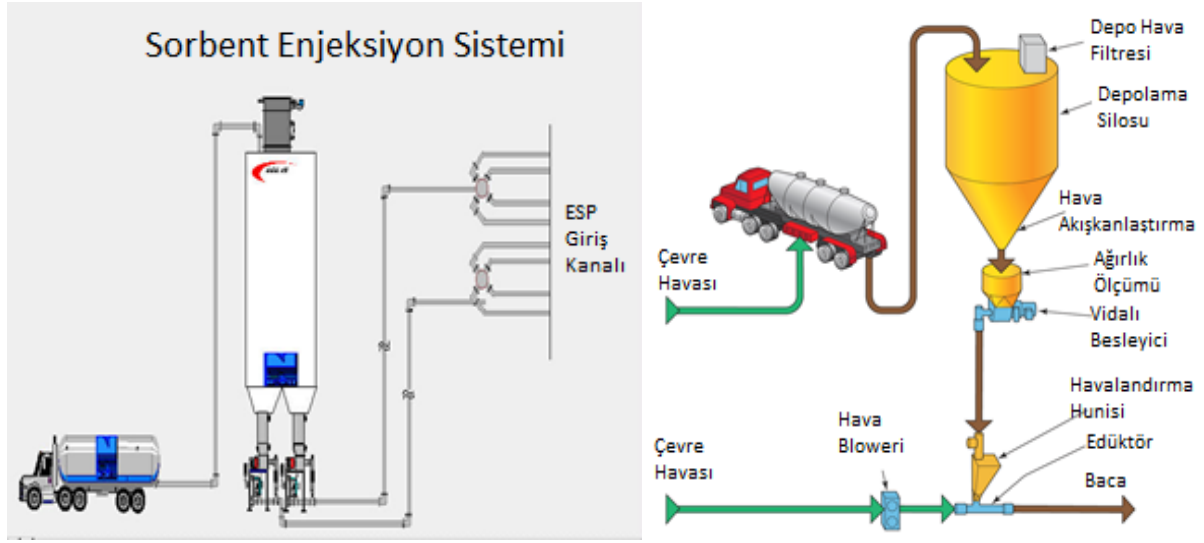 Sorbent Enjeksiyon Sistemi
ESP
Giriş
Kanalı
Depo Hava
Filtresi
Depolama
Silosu
Hava
Akışkanlaştırma
Ağırlık
Ölçümü
Vidalı
Besleyici
Çevre
Havası
Havalandırma
Hunisi
Edüktör
Baca
Hava
Bloweri
Çevre
Havası